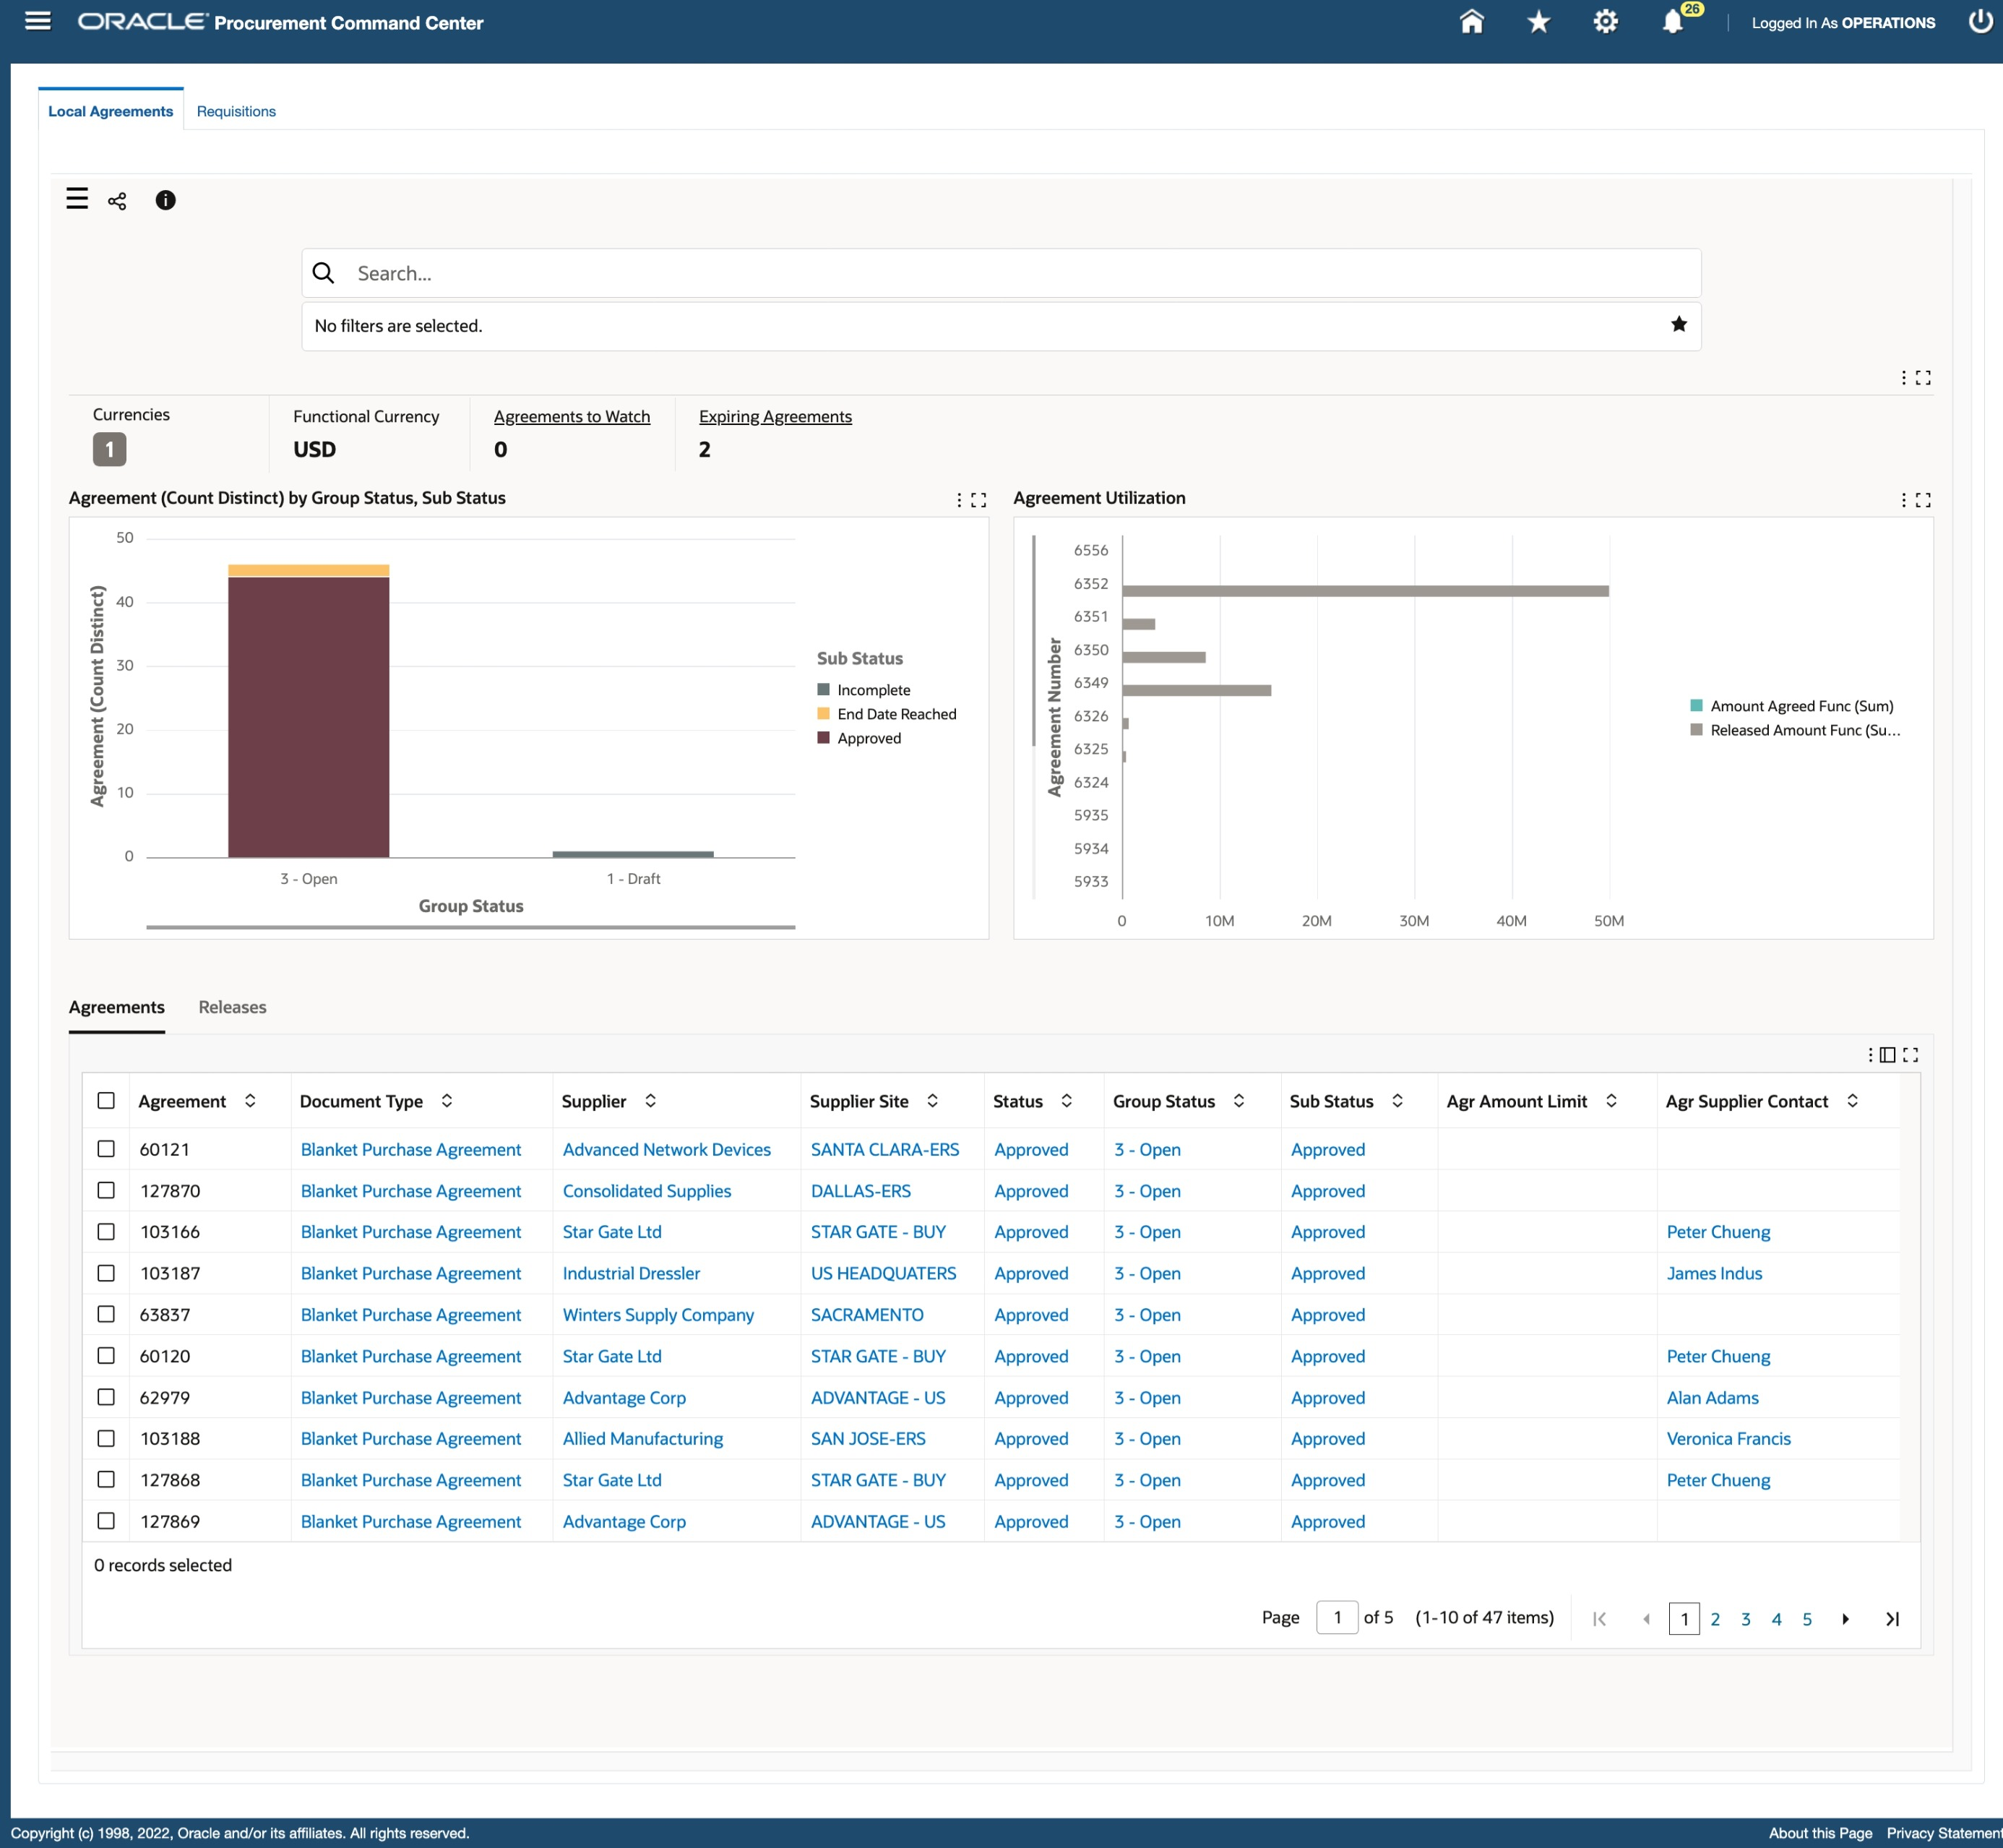 ORACLE® Procurement Command Center
26
Logged In As OPERATIONS
Local Agreements
Requisitions
Search...
No filters are selected.
Currencies
1
Functional Currency
USD
Agreements to Watch
0
Expiring Agreements
2
Agreement (Count Distinct) by Group Status, Sub Status
50
40
30
20
10
0
Agreement (Count Distinct)
3 - Open
1 - Draft
Group Status
Sub Status
Incomplete
End Date Reached
Approved
Agreement Utilization
Agreement Number
6556
6352
6351
6350
6349
6326
6325
6324
5935
5934
5933
0 10M 20M 30M 40M 50M
Amount Agreed Func (Sum)
Released Amount Func (Su...
Agreements
Releases
Agreement Document Type Supplier Supplier Site Status Group Status Sub Status Agr Amount Limit Agr Supplier Contact
60121 Blanket Purchase Agreement Advanced Network Devices SANTA CLARA-ERS Approved 3 - Open Approved
127870 Blanket Purchase Agreement Consolidated Supplies DALLAS-ERS Approved 3 - Open Approved
103166 Blanket Purchase Agreement Star Gate Ltd STAR GATE - BUY Approved 3 - Open Approved Peter Chueng
103187 Blanket Purchase Agreement Industrial Dressler US HEADQUATERS Approved 3 - Open Approved James Indus
63837 Blanket Purchase Agreement Winters Supply Company SACRAMENTO Approved 3 - Open Approved
60120 Blanket Purchase Agreement Star Gate Ltd STAR GATE - BUY Approved 3 - Open Approved Peter Chueng
62979 Blanket Purchase Agreement Advantage Corp ADVANTAGE - US Approved 3 - Open Approved Alan Adams
103188 Blanket Purchase Agreement Allied Manufacturing SAN JOSE-ERS Approved 3 - Open Approved Veronica Francis
127868 Blanket Purchase Agreement Star Gate Ltd STAR GATE - BUY Approved 3 - Open Approved Peter Chueng
127869 Blanket Purchase Agreement Advantage Corp ADVANTAGE - US Approved 3 - Open Approved
0 records selected
Page 1 of 5 (1-10 of 47 items) 1 2 3 4 5
Copyright (c) 1998, 2022, Oracle and/or its affiliates. All rights reserved.
About this Page Privacy Statement